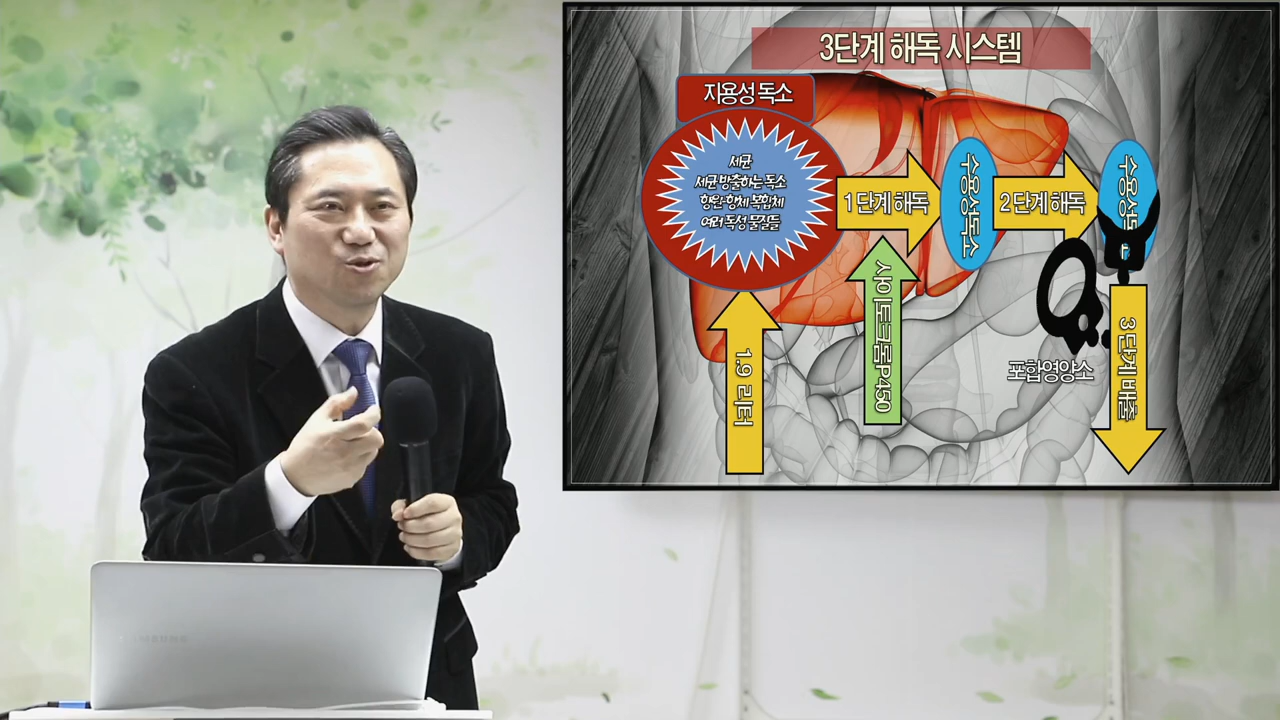 3단계 해독 시스템
지용성 독소
세균
세균 방출하는 독소
항원-항체 복합체
여러 독성 물질들
1단계 해독
수용성독소
2단계 해독
수용성독소
사이토크롬P450
1.9 리터
포합영양소
3단계 배출
SAMSUNG